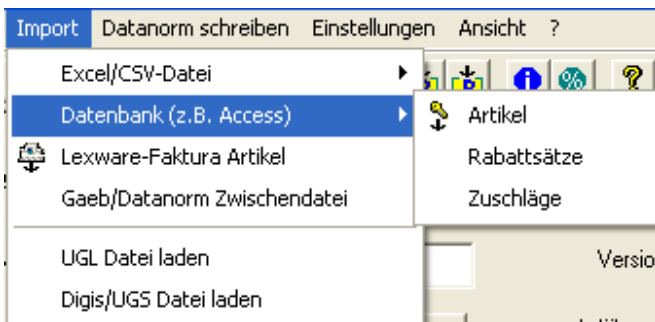 Import Datanorm schreiben Einstellungen Ansicht ?
Excel/CSV-Datei
Datenbank (z.B. Access)
Artikel
Lexware-Faktura Artikel
Rabattsätze
Gaeb/Datanorm Zwischendatei
Zuschläge
UGL Datei laden
Versio
Digis/UGS Datei laden